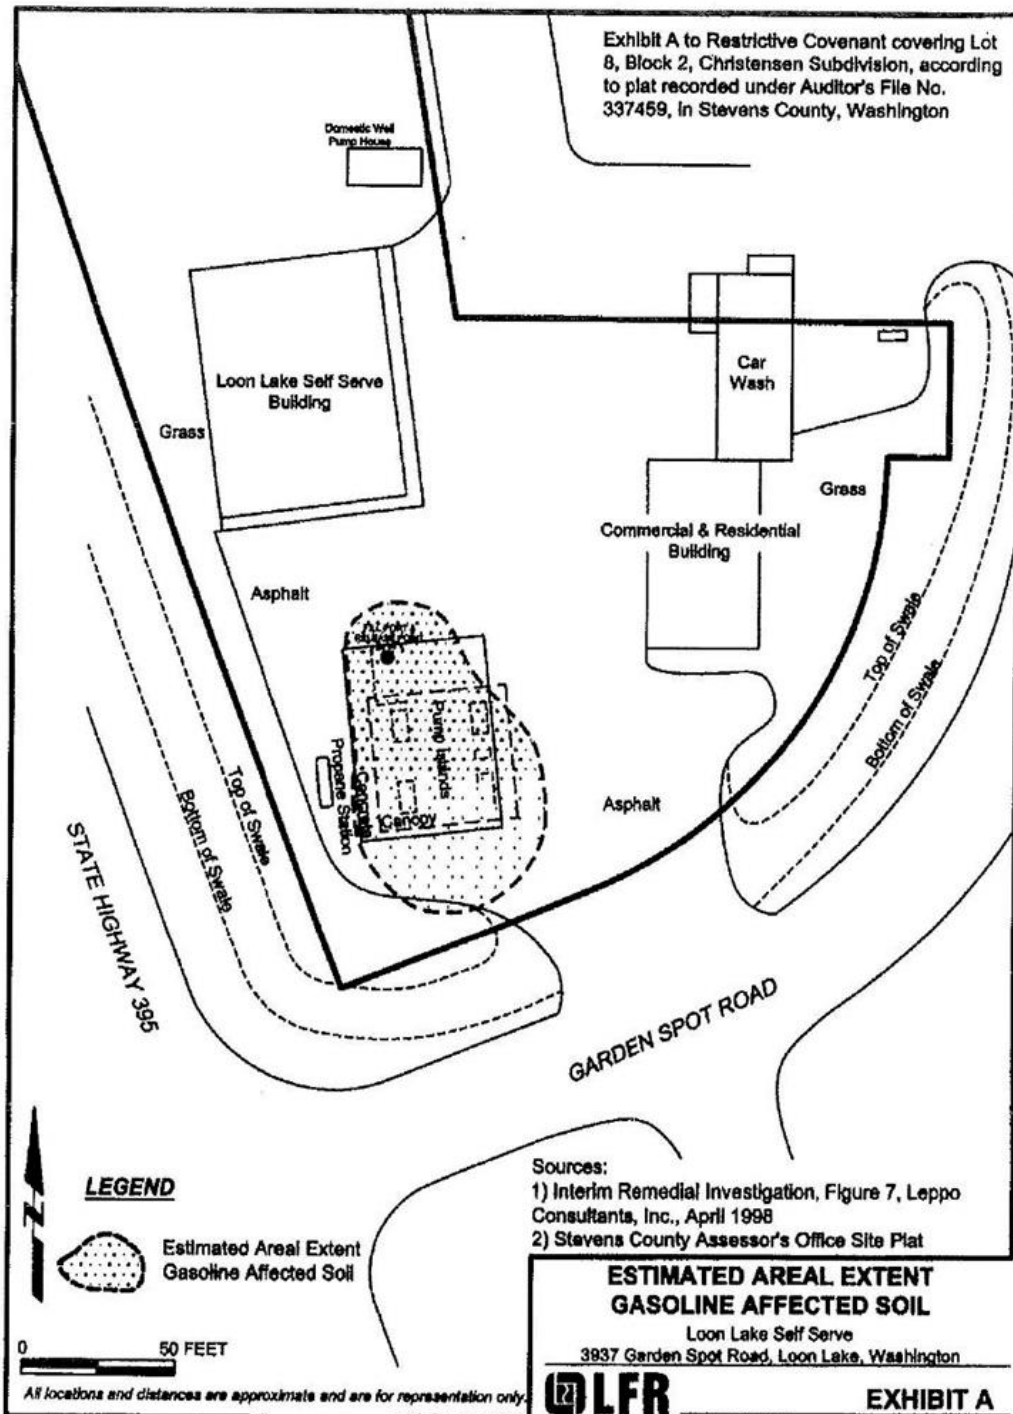 Exhibit A to Restrictive Covenant covering Lot
8, Block 2, Christensen Subdivision, according
to plat recorded under Auditor's File No.
337459, in Stevens County, Washington
Domestic Well
Pump House
Loon Lake Self Serve
Building
Car
Wash
Grass
Grass
Commercial & Residential
Building
Asphalt
Top of Swale
Bottom of Swale
Pump Islands
Propane Station
Canopy
Asphalt
Top of Swale
Bottom of Swale
STATE HIGHWAY 395
GARDEN SPOT ROAD
N
LEGEND
Estimated Areal Extent
Gasoline Affected Soil
0 50 FEET
All locations and distances are approximate and are for representation only.
Sources:
1) Interim Remedial Investigation, Figure 7, Leppo
Consultants, Inc., April 1998
2) Stevens County Assessor's Office Site Plat
ESTIMATED AREAL EXTENT
GASOLINE AFFECTED SOIL
Loon Lake Self Serve
3937 Garden Spot Road, Loon Lake, Washington
LFR
EXHIBIT A